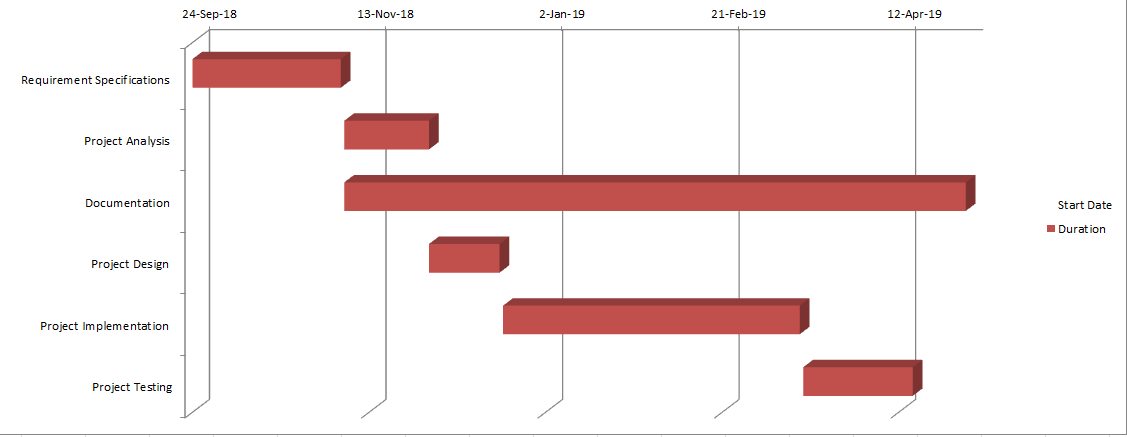 24-Sep-18 13-Nov-18 2-Jan-19 21-Feb-19 12-Apr-19
Requirement Specifications
Project Analysis
Documentation
Start Date
Duration
Project Design
Project Implementation
Project Testing